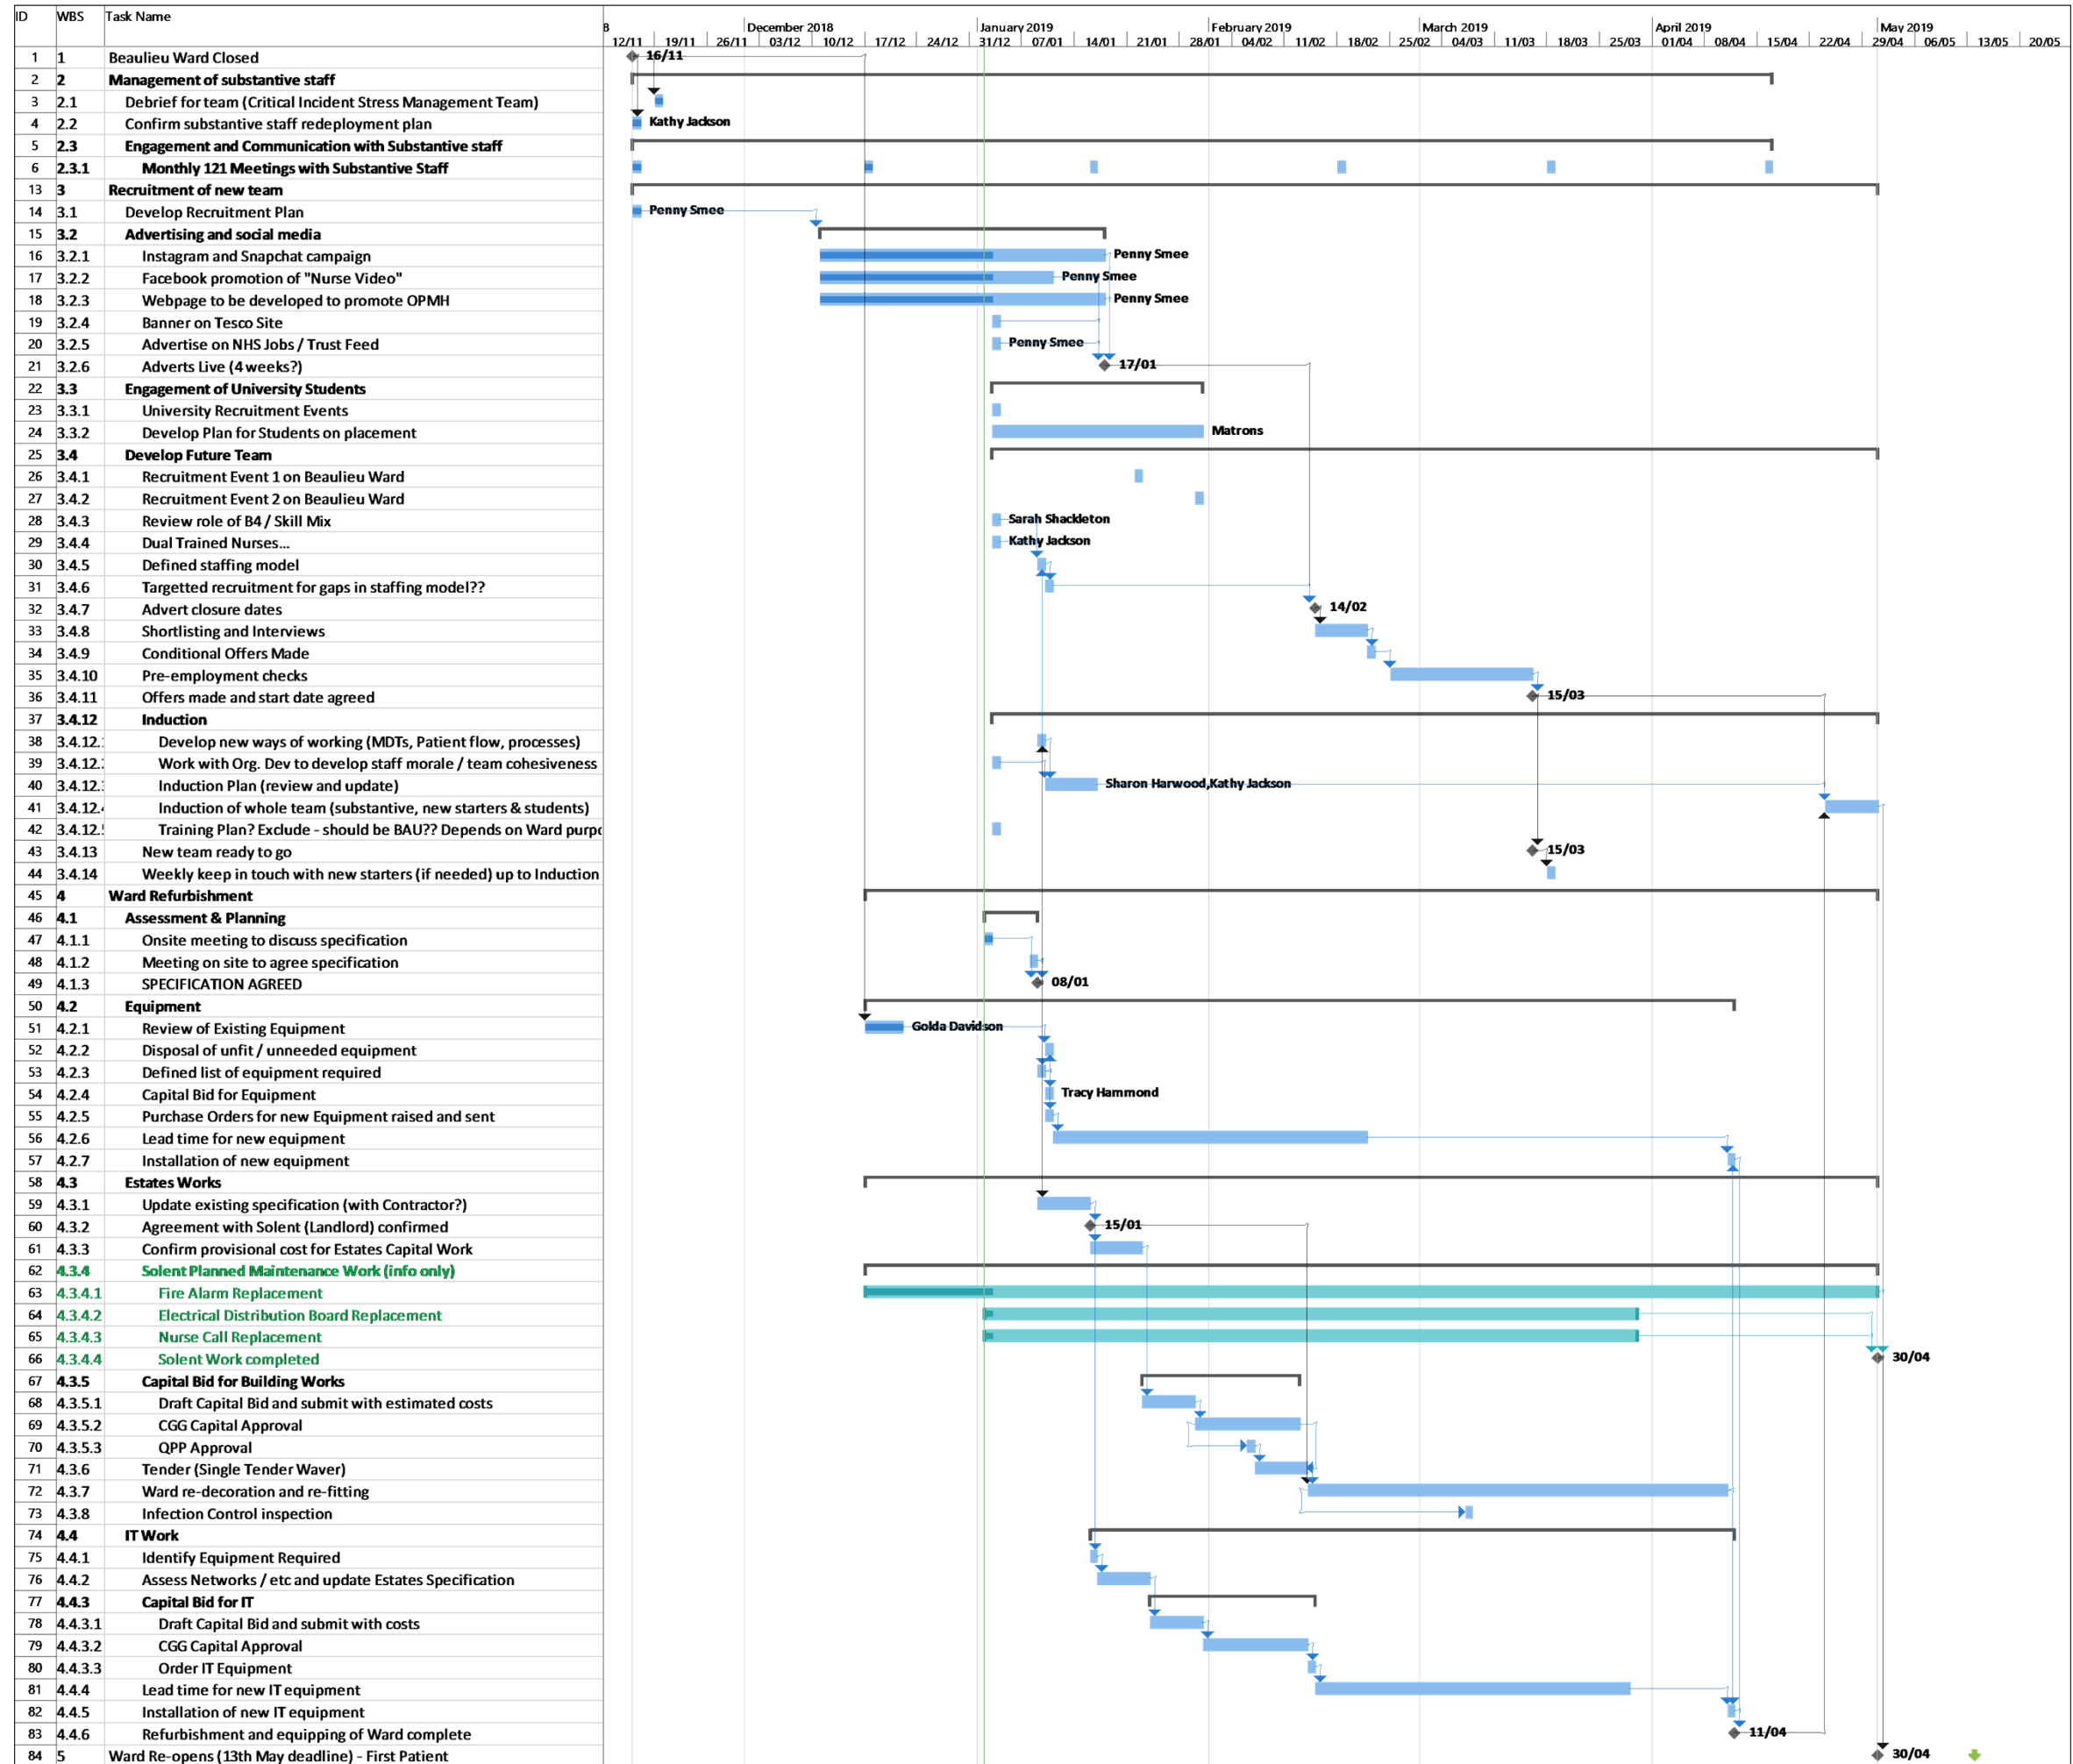 ID WBS Task Name
8 December 2018 January 2019 February 2019 March 2019 April 2019 May 2019
12/11 19/11 26/11 03/12 10/12 17/12 24/12 31/12 07/01 14/01 21/01 28/01 04/02 11/02 18/02 25/02 04/03 11/03 18/03 25/03 01/04 08/04 15/04 22/04 29/04 06/05 13/05 20/05
1 1 Beaulieu Ward Closed 16/11
2 2 Management of substantive staff
3 2.1 Debrief for team (Critical Incident Stress Management Team)
4 2.2 Confirm substantive staff redeployment plan Kathy Jackson
5 2.3 Engagement and Communication with Substantive staff
6 2.3.1 Monthly 121 Meetings with Substantive Staff
13 3 Recruitment of new team
14 3.1 Develop Recruitment Plan Penny Smee
15 3.2 Advertising and social media
16 3.2.1 Instagram and Snapchat campaign Penny Smee
17 3.2.2 Facebook promotion of "Nurse Video" Penny Smee
18 3.2.3 Webpage to be developed to promote OPMH Penny Smee
19 3.2.4 Banner on Tesco Site
20 3.2.5 Advertise on NHS Jobs / Trust Feed Penny Smee
21 3.2.6 Adverts Live (4 weeks?) 17/01
22 3.3 Engagement of University Students
23 3.3.1 University Recruitment Events
24 3.3.2 Develop Plan for Students on placement Matrons
25 3.4 Develop Future Team
26 3.4.1 Recruitment Event 1 on Beaulieu Ward
27 3.4.2 Recruitment Event 2 on Beaulieu Ward
28 3.4.3 Review role of B4 / Skill Mix Sarah Shackleton
29 3.4.4 Dual Trained Nurses... Kathy Jackson
30 3.4.5 Defined staffing model
31 3.4.6 Targetted recruitment for gaps in staffing model??
32 3.4.7 Advert closure dates 14/02
33 3.4.8 Shortlisting and Interviews
34 3.4.9 Conditional Offers Made
35 3.4.10 Pre-employment checks
36 3.4.11 Offers made and start date agreed 15/03
37 3.4.12 Induction
38 3.4.12. Develop new ways of working (MDTs, Patient flow, processes)
39 3.4.12. Work with Org. Dev to develop staff morale / team cohesiveness
40 3.4.12. Induction Plan (review and update) Sharon Harwood,Kathy Jackson
41 3.4.12. Induction of whole team (substantive, new starters & students)
42 3.4.12. Training Plan? Exclude - should be BAU?? Depends on Ward purpo
43 3.4.13 New team ready to go 15/03
44 3.4.14 Weekly keep in touch with new starters (if needed) up to Induction
45 4 Ward Refurbishment
46 4.1 Assessment & Planning
47 4.1.1 Onsite meeting to discuss specification
48 4.1.2 Meeting on site to agree specification
49 4.1.3 SPECIFICATION AGREED 08/01
50 4.2 Equipment
51 4.2.1 Review of Existing Equipment Golda Davidson
52 4.2.2 Disposal of unfit / unneeded equipment
53 4.2.3 Defined list of equipment required
54 4.2.4 Capital Bid for Equipment Tracy Hammond
55 4.2.5 Purchase Orders for new Equipment raised and sent
56 4.2.6 Lead time for new equipment
57 4.2.7 Installation of new equipment
58 4.3 Estates Works
59 4.3.1 Update existing specification (with Contractor?)
60 4.3.2 Agreement with Solent (Landlord) confirmed 15/01
61 4.3.3 Confirm provisional cost for Estates Capital Work
62 4.3.4 Solent Planned Maintenance Work (info only)
63 4.3.4.1 Fire Alarm Replacement
64 4.3.4.2 Electrical Distribution Board Replacement
65 4.3.4.3 Nurse Call Replacement
66 4.3.4.4 Solent Work completed 30/04
67 4.3.5 Capital Bid for Building Works
68 4.3.5.1 Draft Capital Bid and submit with estimated costs
69 4.3.5.2 CGG Capital Approval
70 4.3.5.3 QPP Approval
71 4.3.6 Tender (Single Tender Waver)
72 4.3.7 Ward re-decoration and re-fitting
73 4.3.8 Infection Control inspection
74 4.4 IT Work
75 4.4.1 Identify Equipment Required
76 4.4.2 Assess Networks / etc and update Estates Specification
77 4.4.3 Capital Bid for IT
78 4.4.3.1 Draft Capital Bid and submit with costs
79 4.4.3.2 CGG Capital Approval
80 4.4.3.3 Order IT Equipment
81 4.4.4 Lead time for new IT equipment
82 4.4.5 Installation of new IT equipment
83 4.4.6 Refurbishment and equipping of Ward complete 11/04
84 5 Ward Re-opens (13th May deadline) - First Patient 30/04